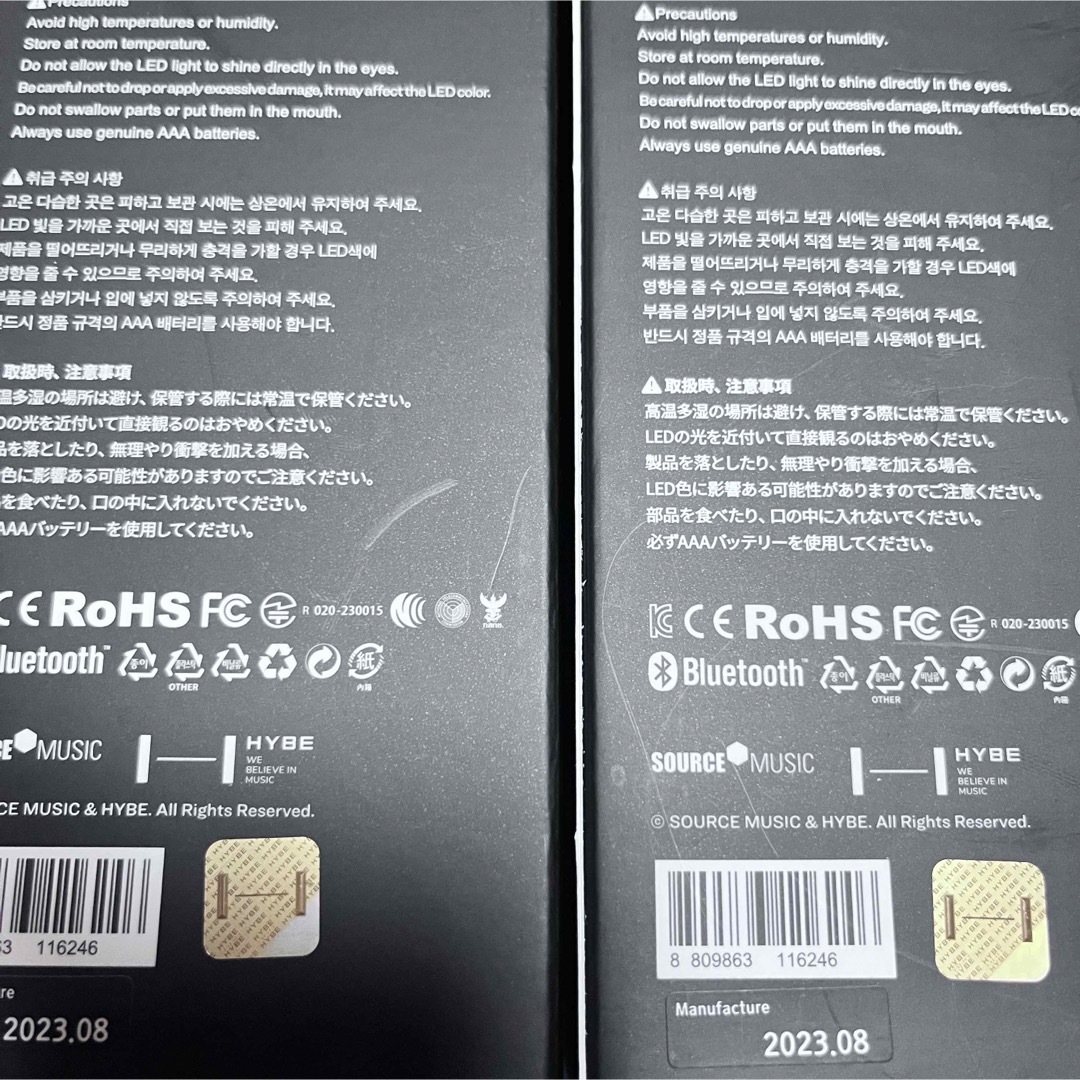 Precautions
Avoid high temperatures or humidity.
Store at room temperature.
Do not allow the LED light to shine directly in the eyes.
Be careful not to drop or apply excessive damage, it may affect the LED color.
Do not swallow parts or put them in the mouth.
Always use genuine AAA batteries.
취급 주의 사항
고온 다습한 곳은 피하고 보관 시에는 상온에서 유지하여 주세요.
LED 빛을 가까운 곳에서 직접 보는 것을 피해 주세요.
제품을 떨어뜨리거나 무리하게 충격을 가할 경우 LED색에
영향을 줄 수 있으므로 주의하여 주세요.
부품을 삼키거나 입에 넣지 않도록 주의하여 주세요.
반드시 정품 규격의 AAA 배터리를 사용해야 합니다.
取扱時、注意事項
温多湿の場所は避け、保管する際には常温で保管ください。
Dの光を近付いて直接観るのはおやめください。
品を落としたり、無理やり衝撃を加える場合、
色に影響ある可能性がありますのでご注意ください。
を食べたり、口の中に入れないでください。
AAAバッテリーを使用してください。
CE RoHS FC R 020-230015
luetooth™ 종이 플라스틱 비닐류 紙
OTHER 内箱
CE MUSIC HYBE
WE
BELIEVE IN
MUSIC
CE MUSIC & HYBE. All Rights Reserved.
63 116246
HYBE
re
2023.08
Precautions
Avoid high temperatures or humidity.
Store at room temperature.
Do not allow the LED light to shine directly in the eyes.
Be careful not to drop or apply excessive damage, it may affect the LED co
Do not swallow parts or put them in the mouth.
Always use genuine AAA batteries.
취급 주의 사항
고온 다습한 곳은 피하고 보관 시에는 상온에서 유지하여 주세요.
LED 빛을 가까운 곳에서 직접 보는 것을 피해 주세요.
제품을 떨어뜨리거나 무리하게 충격을 가할 경우 LED색에
영향을 줄 수 있으므로 주의하여 주세요.
부품을 삼키거나 입에 넣지 않도록 주의하여 주세요.
반드시 정품 규격의 AAA 배터리를 사용해야 합니다.
取扱時、注意事項
高温多湿の場所は避け、保管する際には常温で保管ください。
LEDの光を近付いて直接観るのはおやめください。
製品を落としたり、無理やり衝撃を加える場合、
LED色に影響ある可能性がありますのでご注意ください。
部品を食べたり、口の中に入れないでください。
必ずAAAバッテリーを使用してください。
CE RoHS FC R 020-230015
Bluetooth™ 종이 플라스틱 비닐류 紙
OTHER 内箱
SOURCE MUSIC HYBE
WE
BELIEVE IN
MUSIC
© SOURCE MUSIC & HYBE. All Rights Reserved.
8 809863 116246
HYBE
Manufacture
2023.08